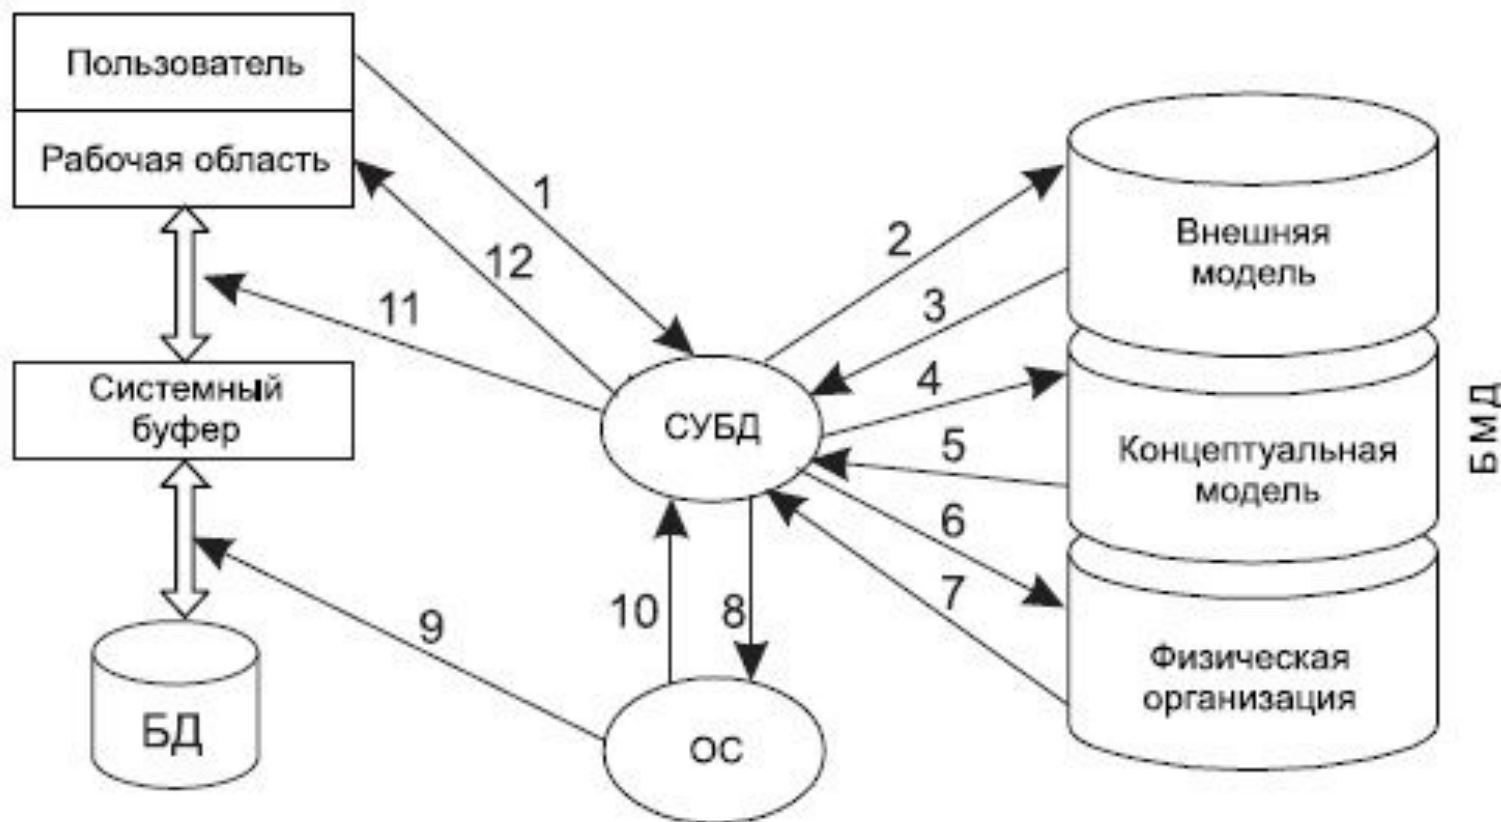 Пользователь
Рабочая область
1
12
11
2
3
4
5
6
7
8
9
10
Системный
буфер
БД
СУБД
ОС
Внешняя
модель
Концептуальная
модель
Физическая
организация
БМД